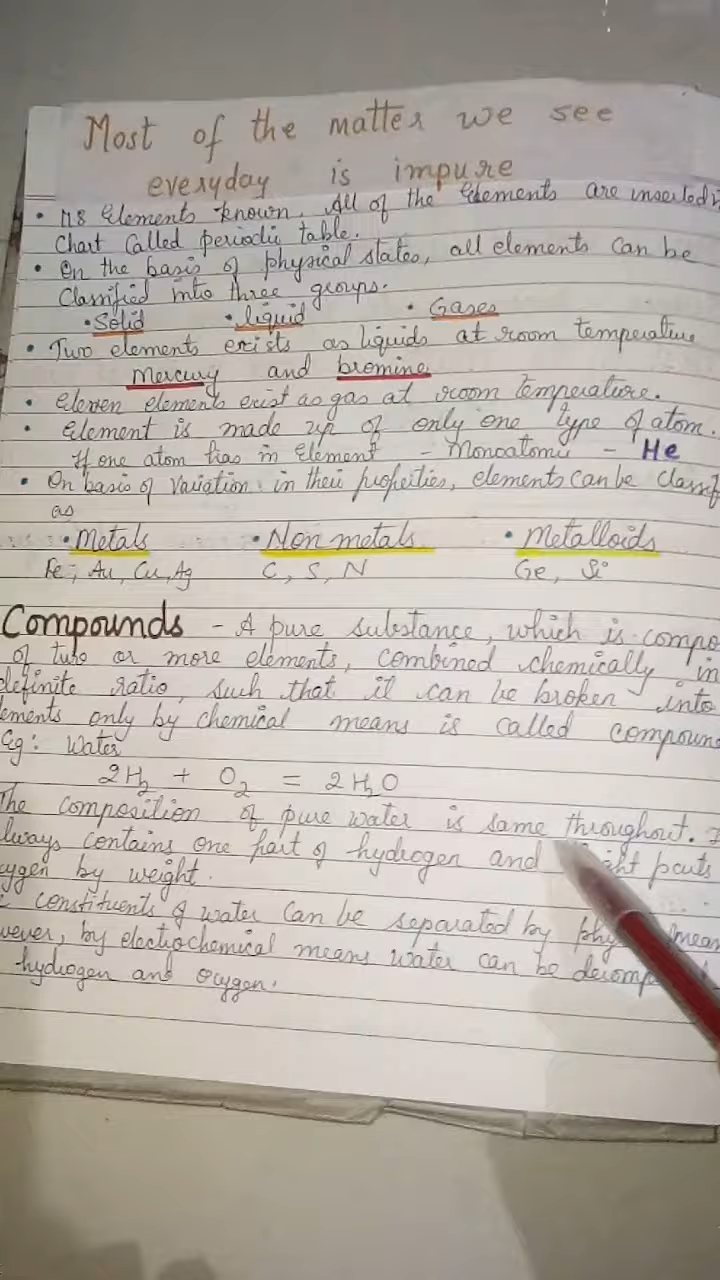 Most of the matter we see
everyday is impure
• 118 Elements known. All of the Elements are inserted
Chart Called periodic table.
• On the basis of physical states, all elements can be
Classified into three groups.
• Solid • liquid • Gases
• Two elements exists as liquids at room temperature
Mercury and bromine
• Eleven elements exist as gas at room temperature.
• Element is made up of only one type of atom.
If one atom has in Element - Monoatomic - He
• On basis of Variation in their properties, elements can be Classif
as
• Metals • Non metals • Metalloids
Fe, Au, Cu, Ag C, S, N Ge, Si
Compounds - A pure substance, which is compo
of two or more elements, combined chemically in
definite ratio, such that it can be broken into
lements only by chemical means is called compoun
Eg: Water
2H₂ + O₂ = 2H₂O
The composition of pure water is same throughout.
lways contains one part of hydrogen and ght parts
ygen by weight.
constituents of water can be separated by phy mean
wever, by electrochemical means water can be decomp
hydrogen and oxygen.